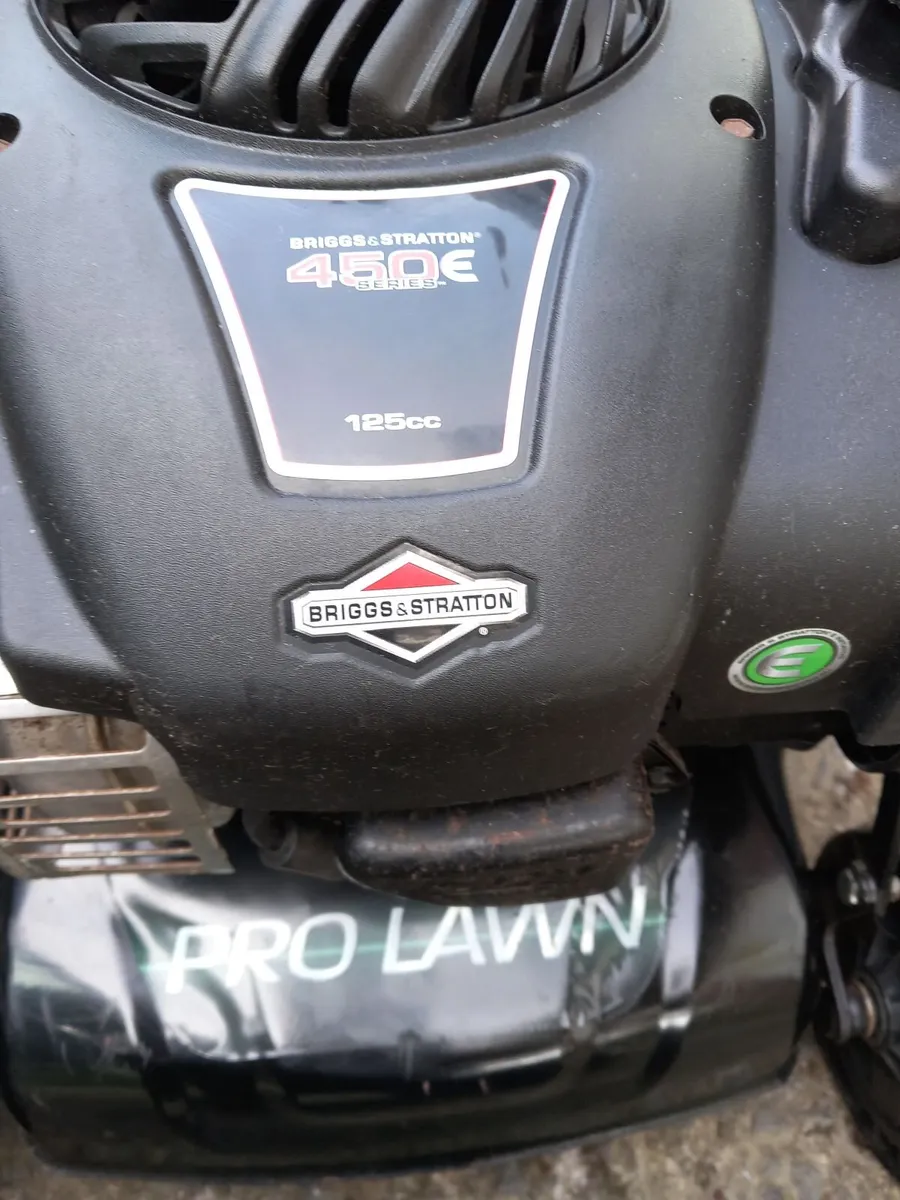 BRIGGS&STRATTON®
450E
SERIES™
125cc
BRIGGS&STRATTON®
E
PRO LAWN